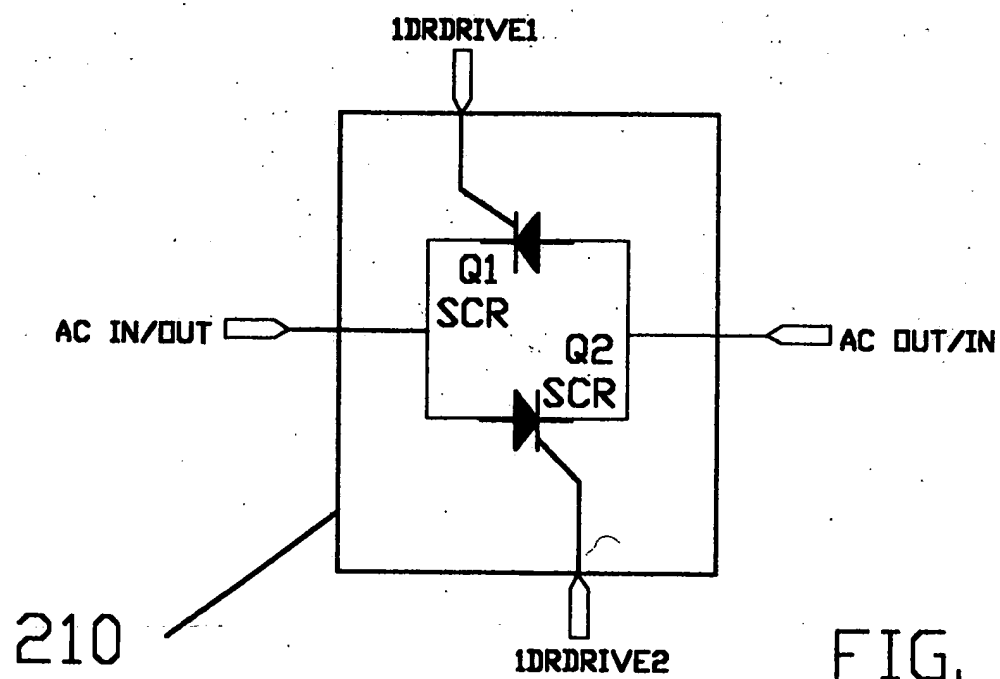 1DRDRIVE1
Q1
SCR
AC IN/OUT
Q2
SCR
AC OUT/IN
210
1DRDRIVE2
FIG.